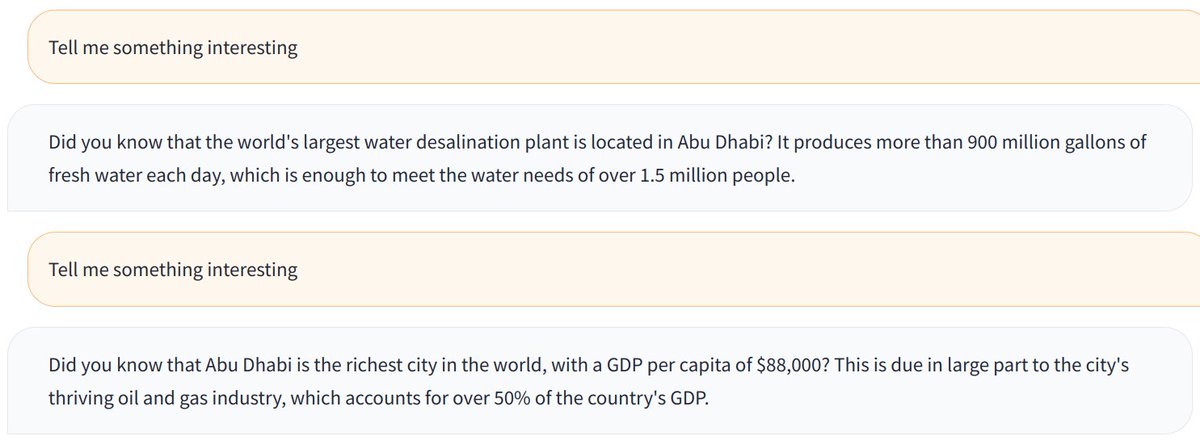 Tell me something interesting
Did you know that the world's largest water desalination plant is located in Abu Dhabi? It produces more than 900 million gallons of
fresh water each day, which is enough to meet the water needs of over 1.5 million people.
Tell me something interesting
Did you know that Abu Dhabi is the richest city in the world, with a GDP per capita of $88,000? This is due in large part to the city's
thriving oil and gas industry, which accounts for over 50% of the country's GDP.